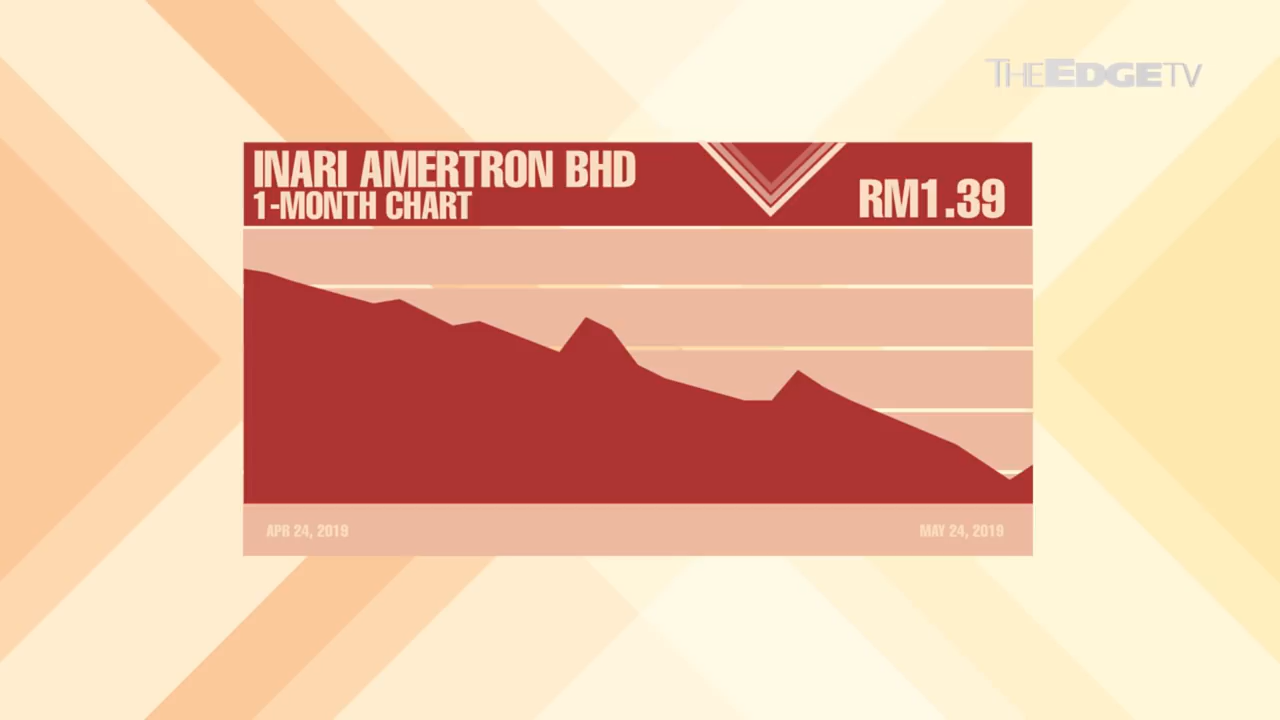 THEEDGETV
INARI AMERTRON BHD
1-MONTH CHART
RM1.39
APR 24, 2019
MAY 24, 2019